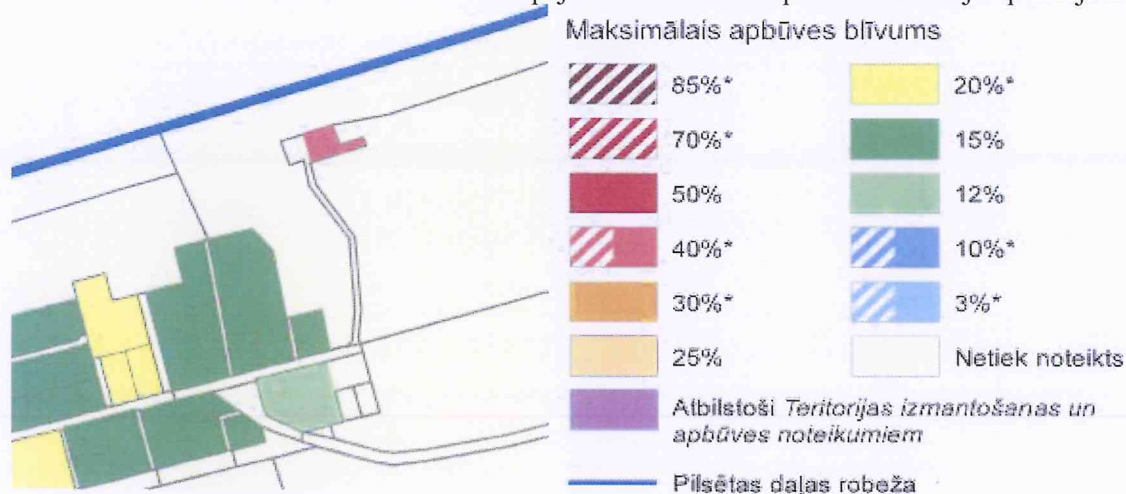 Maksimālais apbūves blīvums
85%*
70%*
50%
40%*
30%*
25%
20%*
15%
12%
10%*
3%*
Netiek noteikts
Atbilstoši Teritorijas izmantošanas un
apbūves noteikumiem
Pilsētas daļas robeža